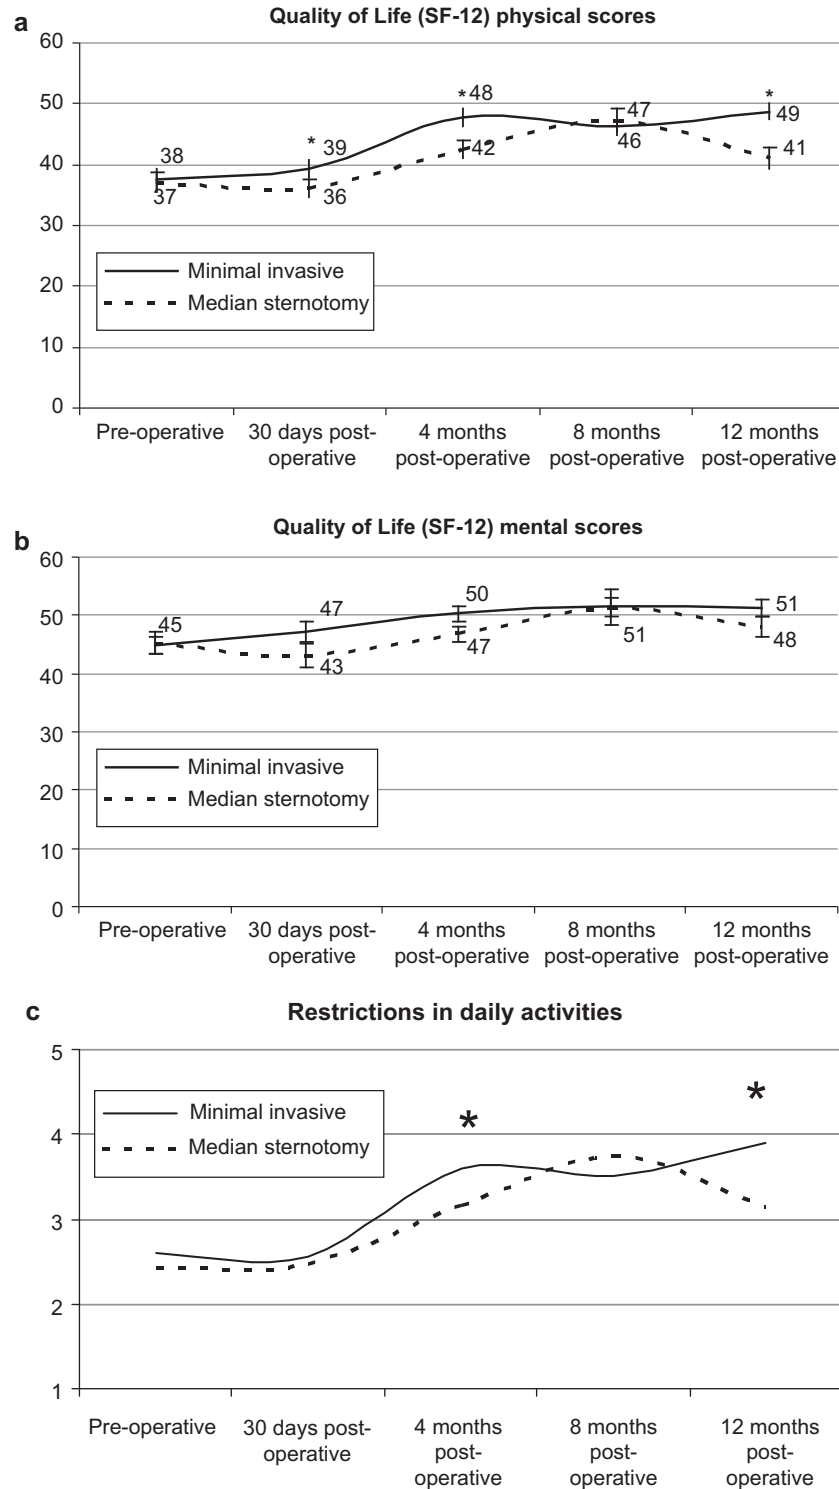 a
Quality of Life (SF-12) physical scores
60
50
40
30
20
10
0
38
37
*
39
36
*
48
42
47
46
*
49
41
Minimal invasive
Median sternotomy
Pre-operative
30 days post-
operative
4 months
post-operative
8 months
post-operative
12 months
post-operative
b
Quality of Life (SF-12) mental scores
60
50
40
30
20
10
0
45
47
43
50
47
51
51
48
Minimal invasive
Median sternotomy
Pre-operative
30 days post-
operative
4 months
post-operative
8 months
post-operative
12 months
post-operative
c
Restrictions in daily activities
5
4
3
2
1
*
*
Minimal invasive
Median sternotomy
Pre-operative
30 days post-
operative
4 months
post-
operative
8 months
post-
operative
12 months
post-
operative